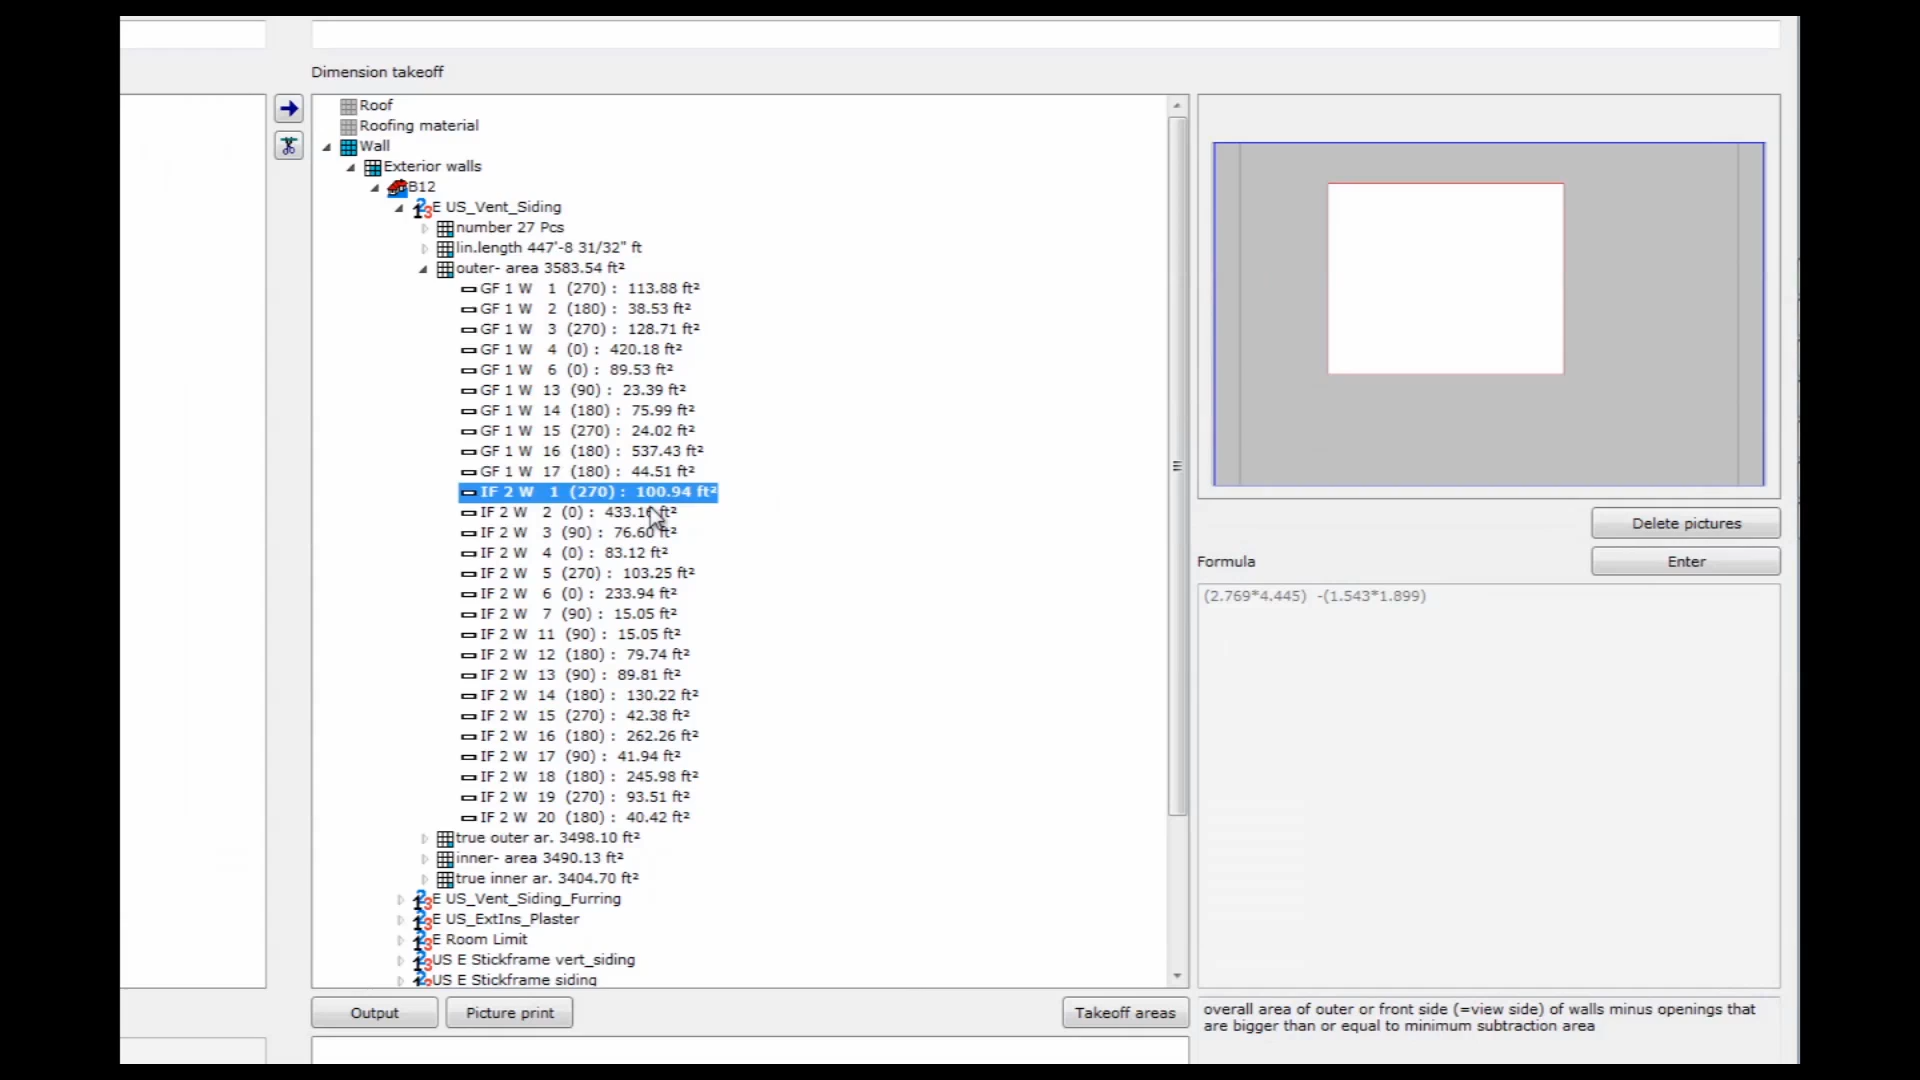 Dimension takeoff
Roof
Roofing material
Wall
Exterior walls
B12
E US_Vent_Siding
number 27 Pcs
lin.length 447'-8 31/32" ft
outer- area 3583.54 ft²
GF 1 W 1 (270) : 113.88 ft²
GF 1 W 2 (180) : 38.53 ft²
GF 1 W 3 (270) : 128.71 ft²
GF 1 W 4 (0) : 420.18 ft²
GF 1 W 6 (0) : 89.53 ft²
GF 1 W 13 (90) : 23.39 ft²
GF 1 W 14 (180) : 75.99 ft²
GF 1 W 15 (270) : 24.02 ft²
GF 1 W 16 (180) : 537.43 ft²
GF 1 W 17 (180) : 44.51 ft²
IF 2 W 1 (270) : 100.94 ft²
IF 2 W 2 (0) : ft²
IF 2 W 3 (90) : 76.60 ft²
IF 2 W 4 (0) : 83.12 ft²
IF 2 W 5 (270) : 103.25 ft²
IF 2 W 6 (0) : 233.94 ft²
IF 2 W 7 (90) : 15.05 ft²
IF 2 W 11 (90) : 15.05 ft²
IF 2 W 12 (180) : 79.74 ft²
IF 2 W 13 (90) : 89.81 ft²
IF 2 W 14 (180) : 130.22 ft²
IF 2 W 15 (270) : 42.38 ft²
IF 2 W 16 (180) : 262.26 ft²
IF 2 W 17 (90) : 41.94 ft²
IF 2 W 18 (180) : 245.98 ft²
IF 2 W 19 (270) : 93.51 ft²
IF 2 W 20 (180) : 40.42 ft²
true outer ar. 3498.10 ft²
inner- area 3490.13 ft²
true inner ar. 3404.70 ft²
E US_Vent_Siding_Furring
E US_ExtIns_Plaster
E Room Limit
US E Stickframe vert_siding
US E Stickframe siding
Output
Picture print
Takeoff areas
Delete pictures
Formula
Enter
(2.769*4.445) -(1.543*1.899)
overall area of outer or front side (=view side) of walls minus openings that
are bigger than or equal to minimum subtraction area